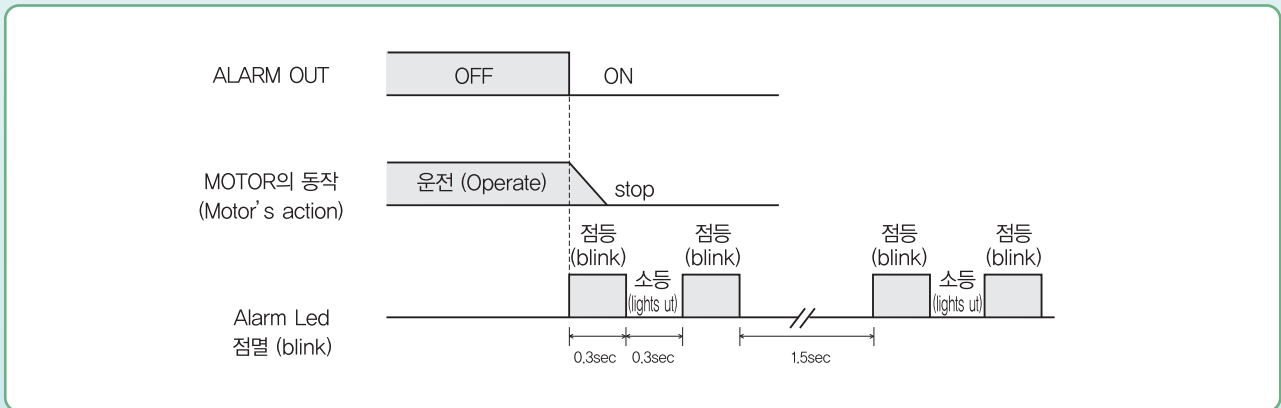 ALARM OUT
OFF
ON
MOTOR의 동작
(Motor's action)
운전 (Operate)
stop
점등
(blink)
점등
(blink)
점등
(blink)
점등
(blink)
소등
(lights ut)
소등
(lights ut)
Alarm Led
점멸 (blink)
0.3sec
0.3sec
1.5sec